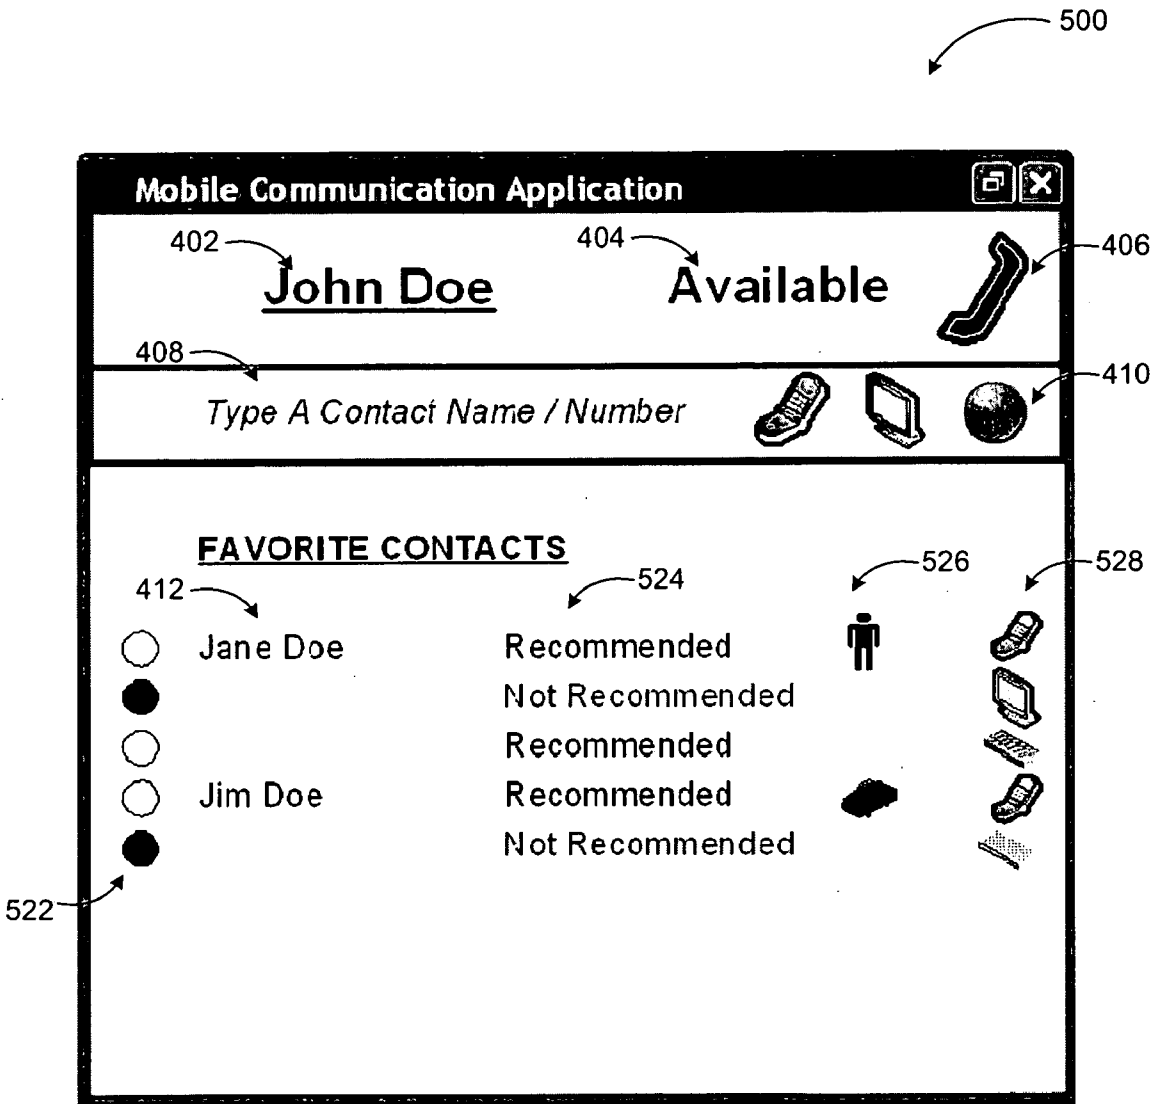 500
Mobile Communication Application
402 404 406
John Doe Available
408 410
Type A Contact Name / Number
FAVORITE CONTACTS
412 524 526 528
Jane Doe Recommended
Not Recommended
Recommended
Jim Doe Recommended
Not Recommended
522